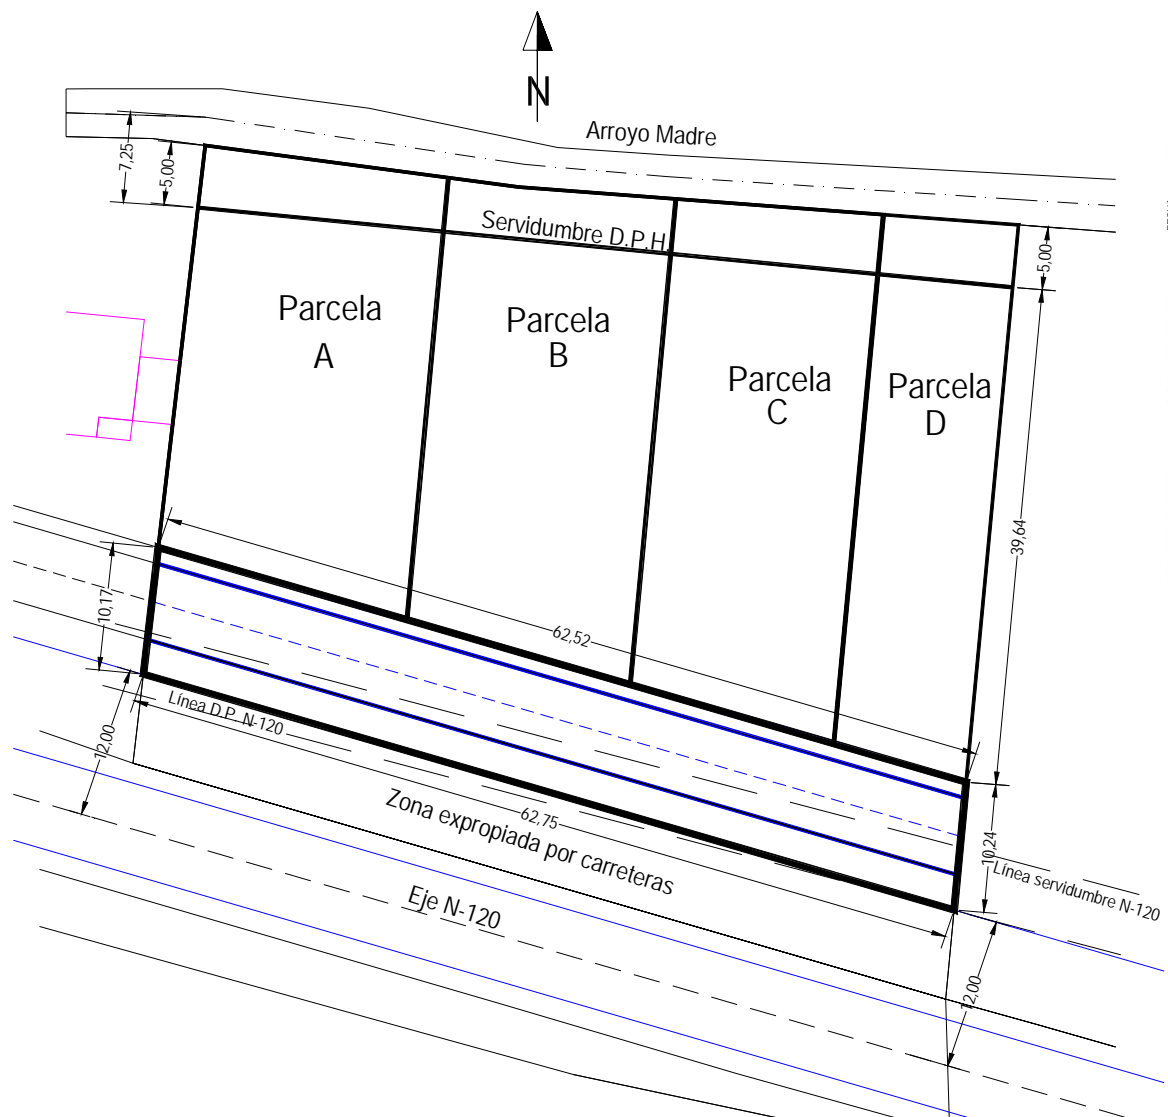 N
Arroyo Madre
7,25
5,00
Servidumbre D.P.H.
5,00
Parcela
A
Parcela
B
Parcela
C
Parcela
D
39,64
10,17
62,52
Línea D.P. N-120
12,00
62,75
Zona expropiada por carreteras
10,24
Línea servidumbre N-120
Eje N-120
12,00